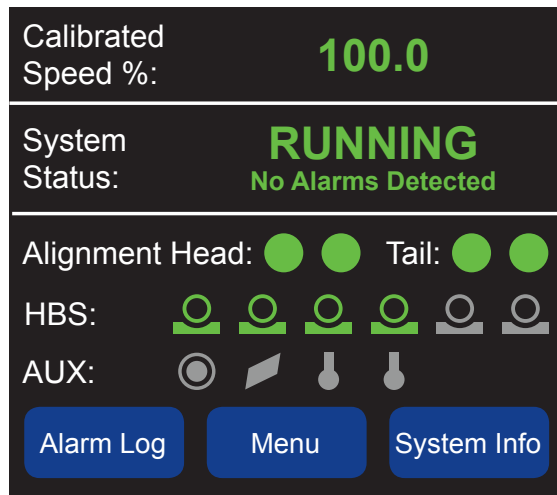 Calibrated
Speed %:
100.0
System
Status:
RUNNING
No Alarms Detected
Alignment Head: Tail:
HBS:
AUX:
Alarm Log Menu System Info